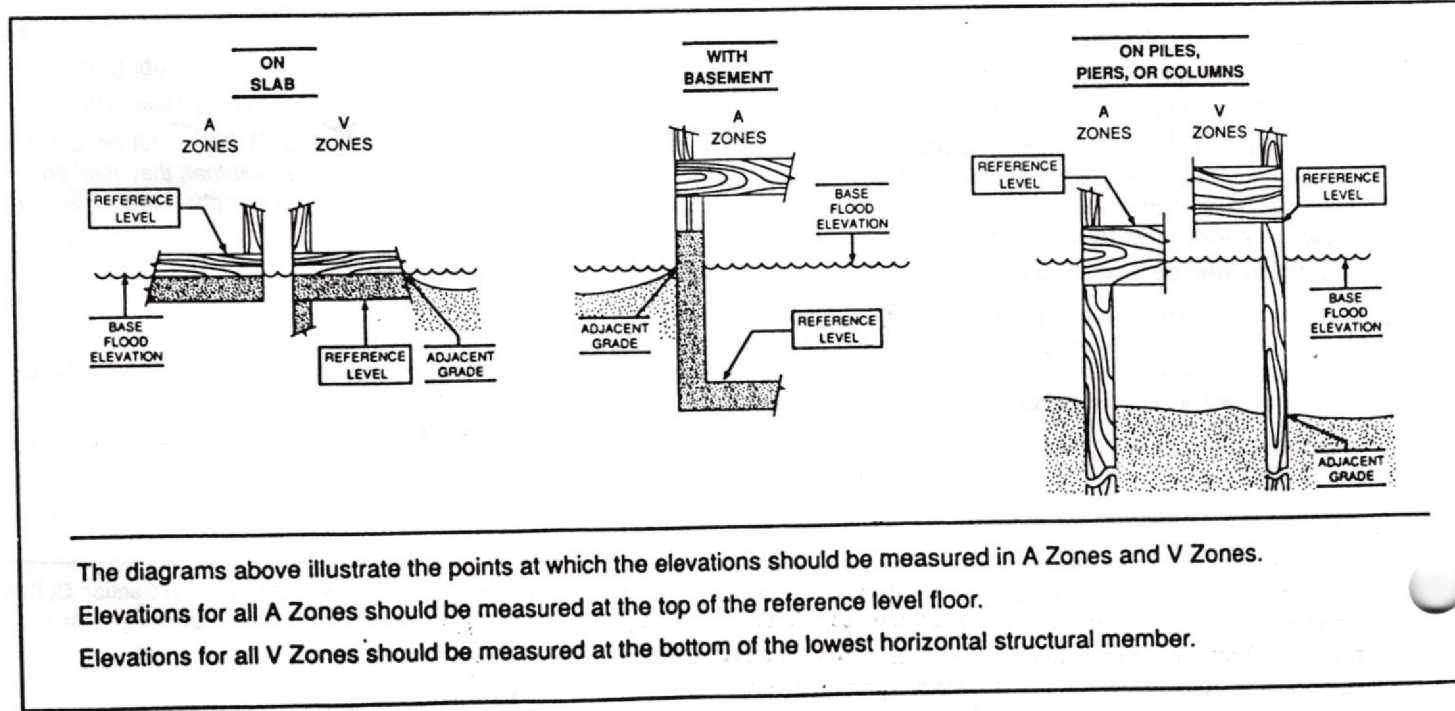 ON
SLAB
A
ZONES
V
ZONES
REFERENCE
LEVEL
BASE
FLOOD
ELEVATION
REFERENCE
LEVEL
ADJACENT
GRADE
WITH
BASEMENT
A
ZONES
BASE
FLOOD
ELEVATION
ADJACENT
GRADE
REFERENCE
LEVEL
ON PILES,
PIERS, OR COLUMNS
A
ZONES
V
ZONES
REFERENCE
LEVEL
REFERENCE
LEVEL
BASE
FLOOD
ELEVATION
ADJACENT
GRADE
The diagrams above illustrate the points at which the elevations should be measured in A Zones and V Zones.
Elevations for all A Zones should be measured at the top of the reference level floor.
Elevations for all V Zones should be measured at the bottom of the lowest horizontal structural member.